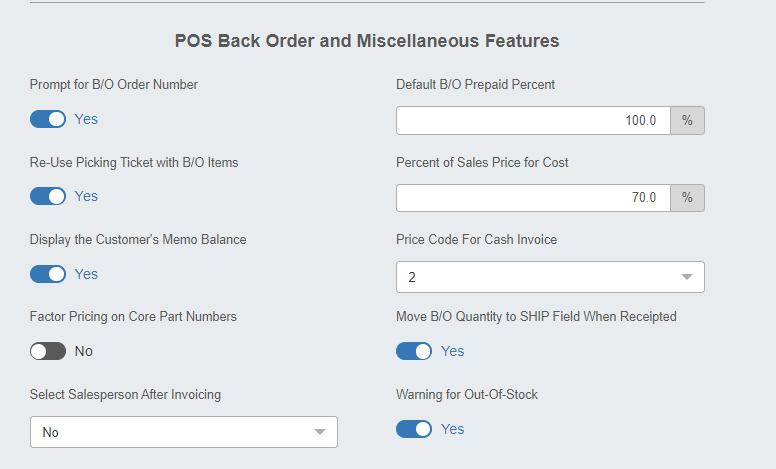 POS Back Order and Miscellaneous Features
Prompt for B/O Order Number
Default B/O Prepaid Percent
Yes
100.0 %
Re-Use Picking Ticket with B/O Items
Percent of Sales Price for Cost
Yes
70.0 %
Display the Customer's Memo Balance
Price Code For Cash Invoice
Yes
2
Factor Pricing on Core Part Numbers
Move B/O Quantity to SHIP Field When Receipted
No
Yes
Select Salesperson After Invoicing
Warning for Out-Of-Stock
No
Yes